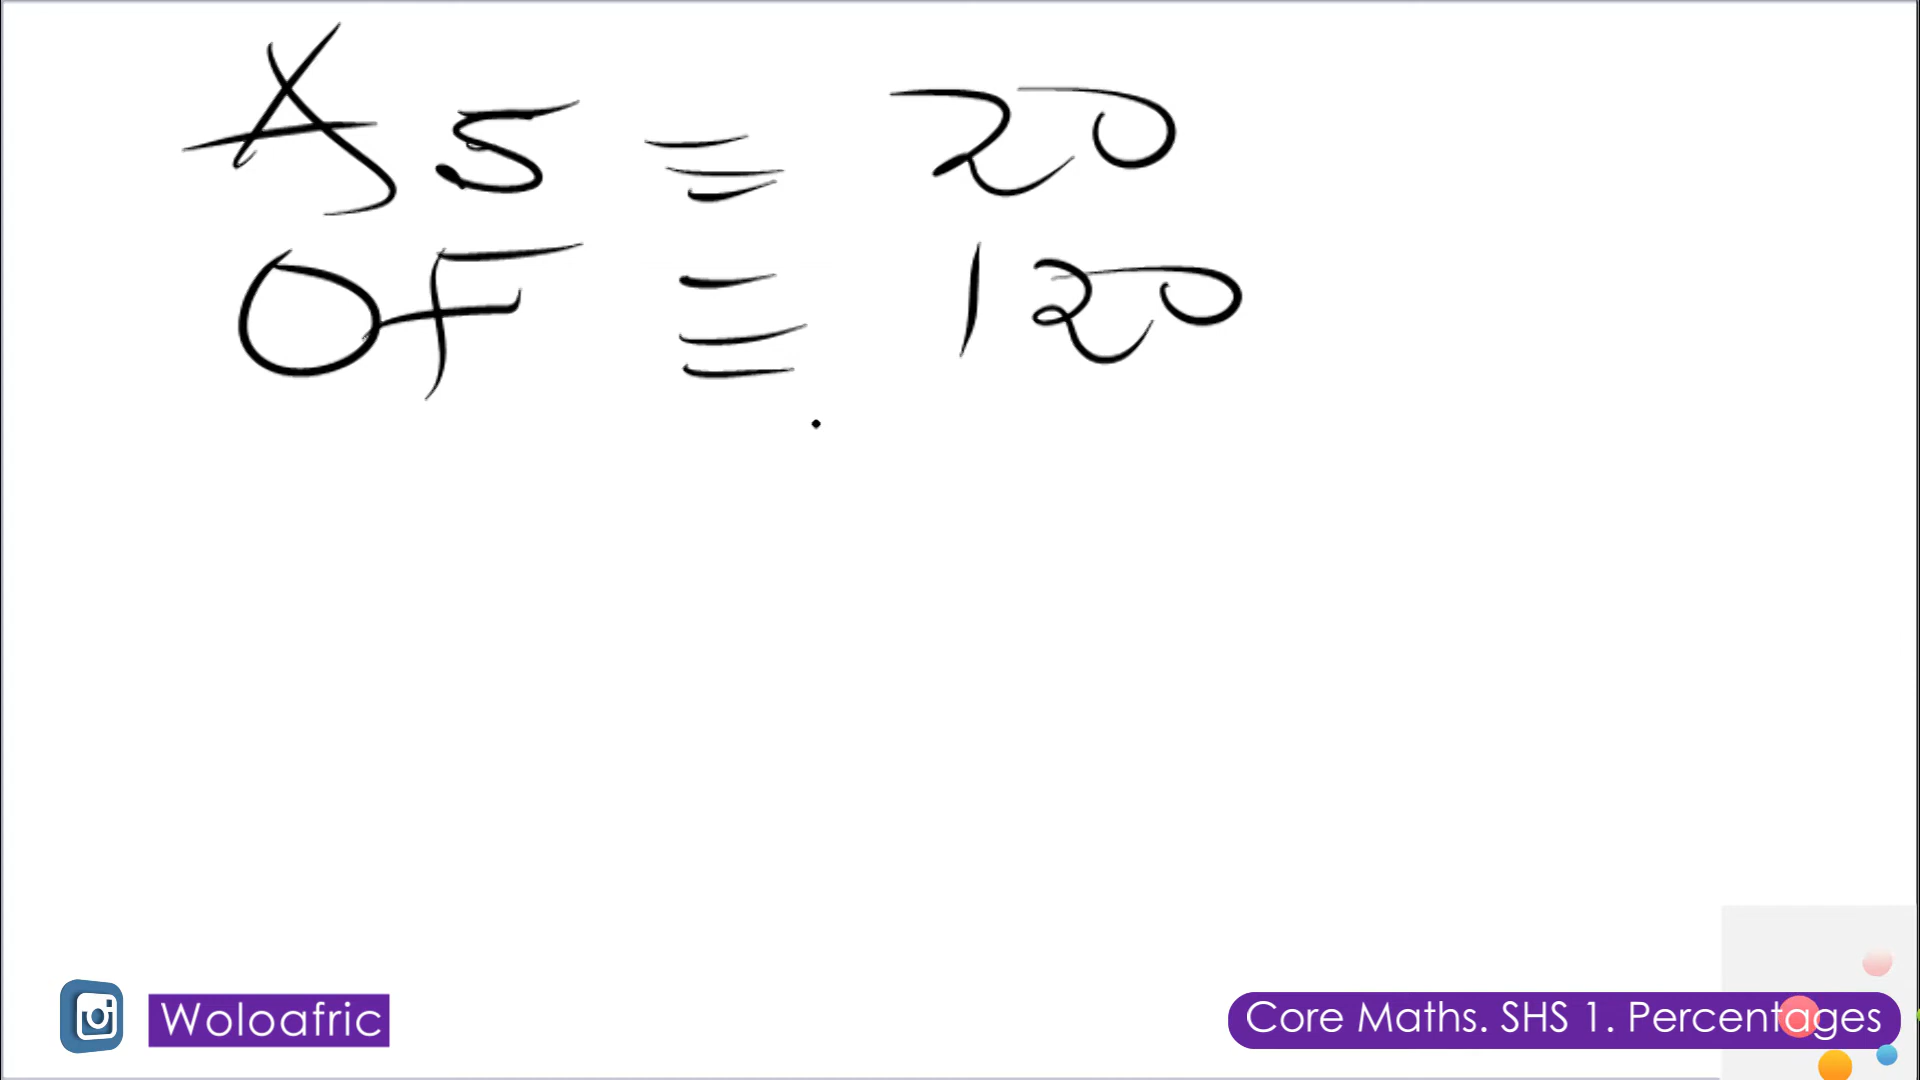 AS ≡ 20
OF ≡ 120
Woloafric
Core Maths. SHS 1. Percentages